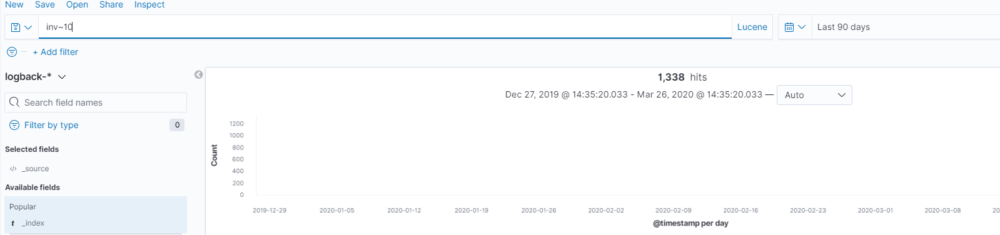 New Save Open Share Inspect
inv~10 Lucene Last 90 days
+ Add filter
logback-*
1,338 hits
Dec 27, 2019 @ 14:35:20.033 - Mar 26, 2020 @ 14:35:20.033 — Auto
Search field names
Filter by type 0
Selected fields
</> _source
Available fields
Popular
t _index
Count
1200
1000
800
600
400
200
0
2019-12-29 2020-01-05 2020-01-12 2020-01-19 2020-01-26 2020-02-02 2020-02-09 2020-02-16 2020-02-23 2020-03-01 2020-03-08 20
@timestamp per day